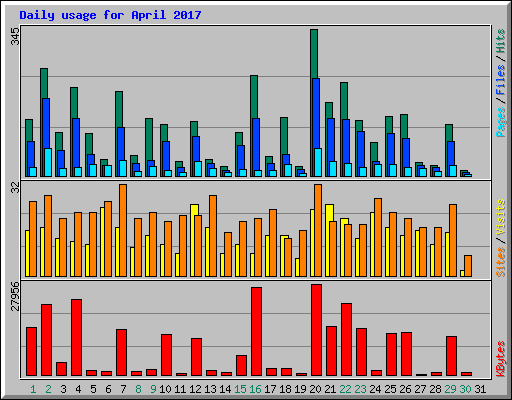 Daily usage for April 2017
345
Pages / Files / Hits
32
Sites / Visits
27956
KBytes
1 2 3 4 5 6 7 8 9 10 11 12 13 14 15 16 17 18 19 20 21 22 23 24 25 26 27 28 29 30 31